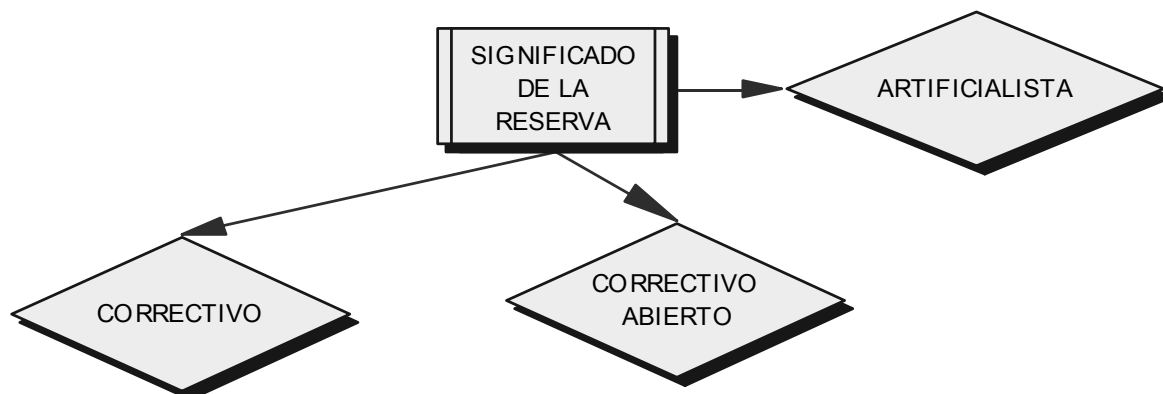 SIGNIFICADO
DE LA
RESERVA
ARTIFICIALISTA
CORRECTIVO
CORRECTIVO
ABIERTO